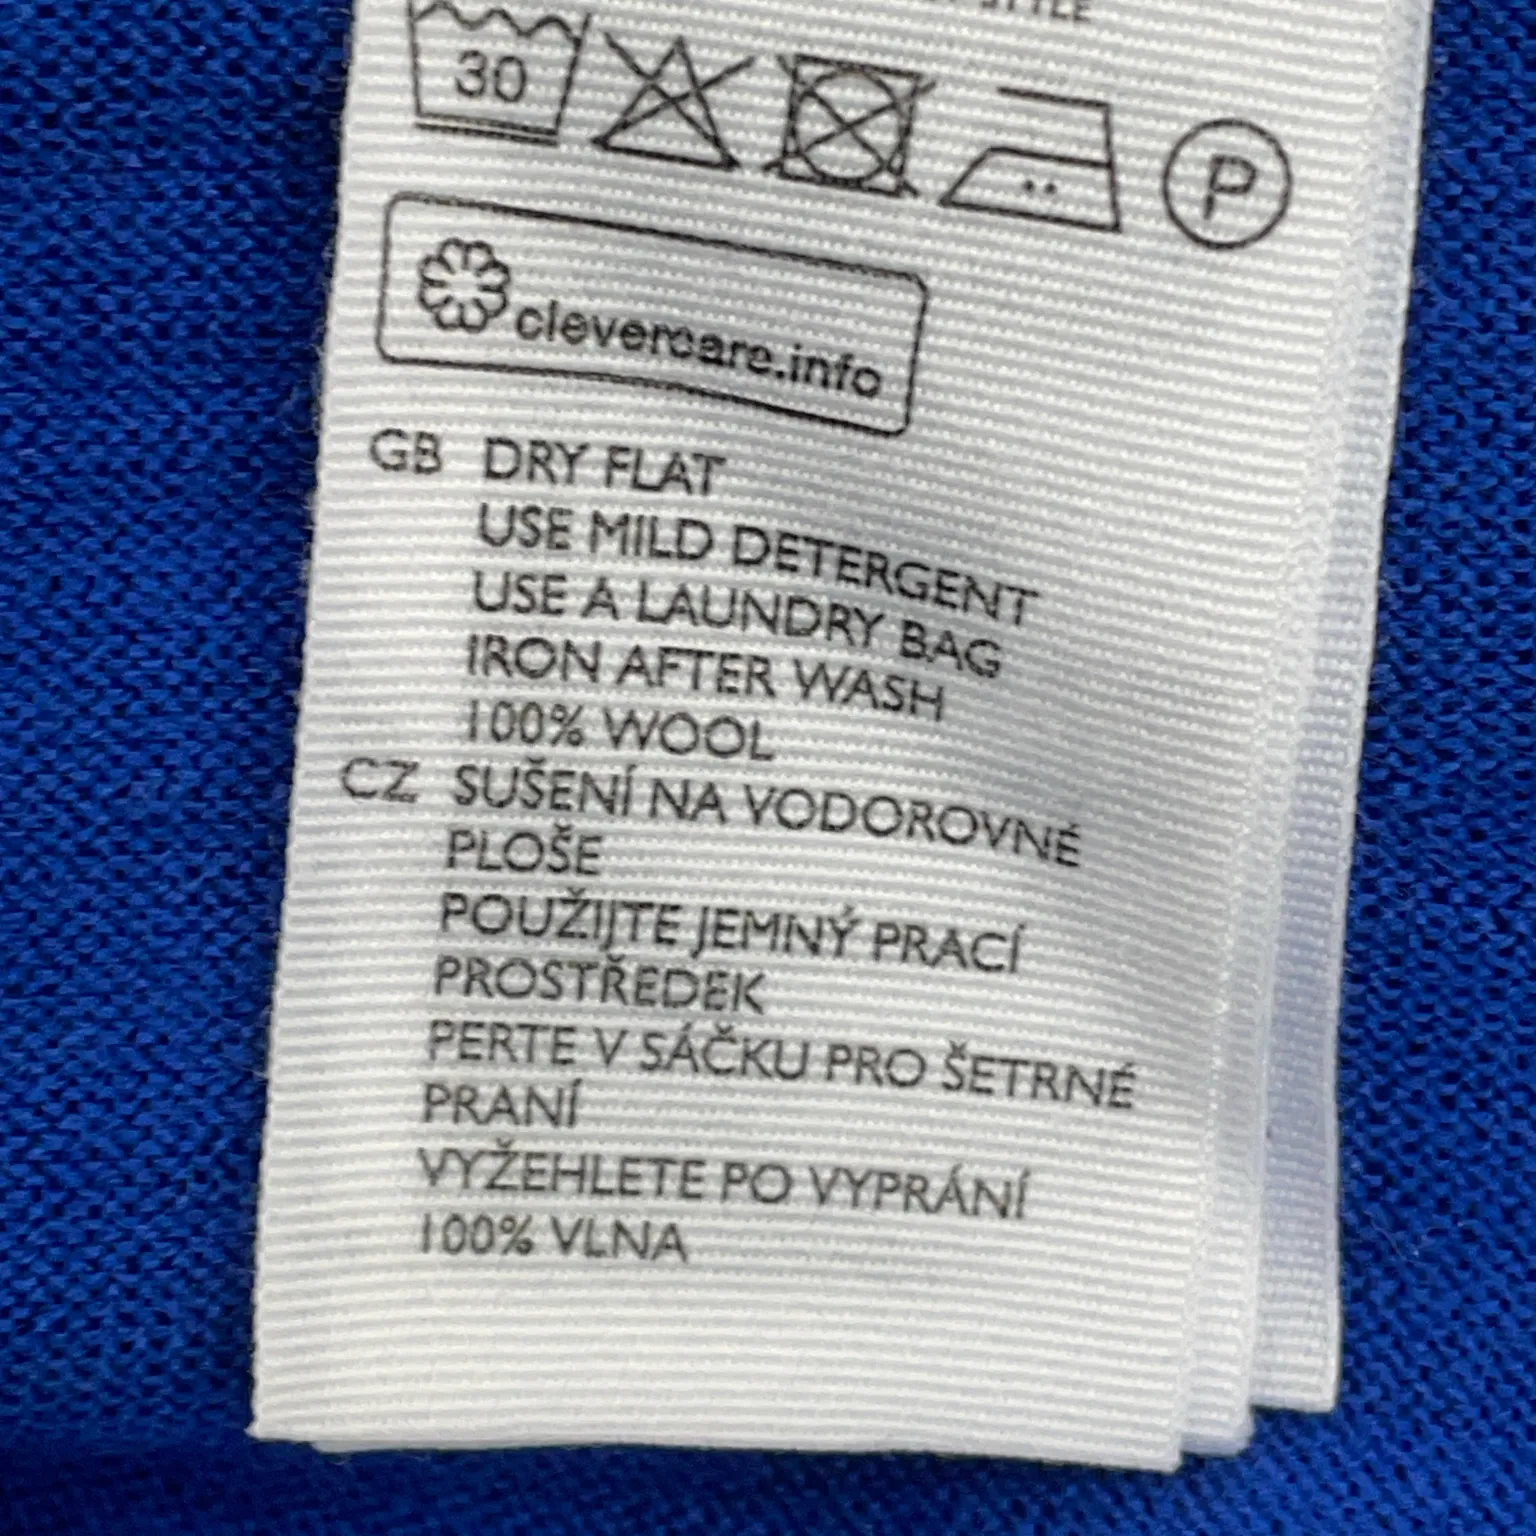 STYLE
30
P
clevercare.info
GB DRY FLAT
USE MILD DETERGENT
USE A LAUNDRY BAG
IRON AFTER WASH
100% WOOL
CZ SUŠENÍ NA VODOROVNÉ
PLOŠE
POUŽIJTE JEMNÝ PRACÍ
PROSTŘEDEK
PERTE V SÁČKU PRO ŠETRNÉ
PRANÍ
VYŽEHLETE PO VYPRÁNÍ
100% VLNA